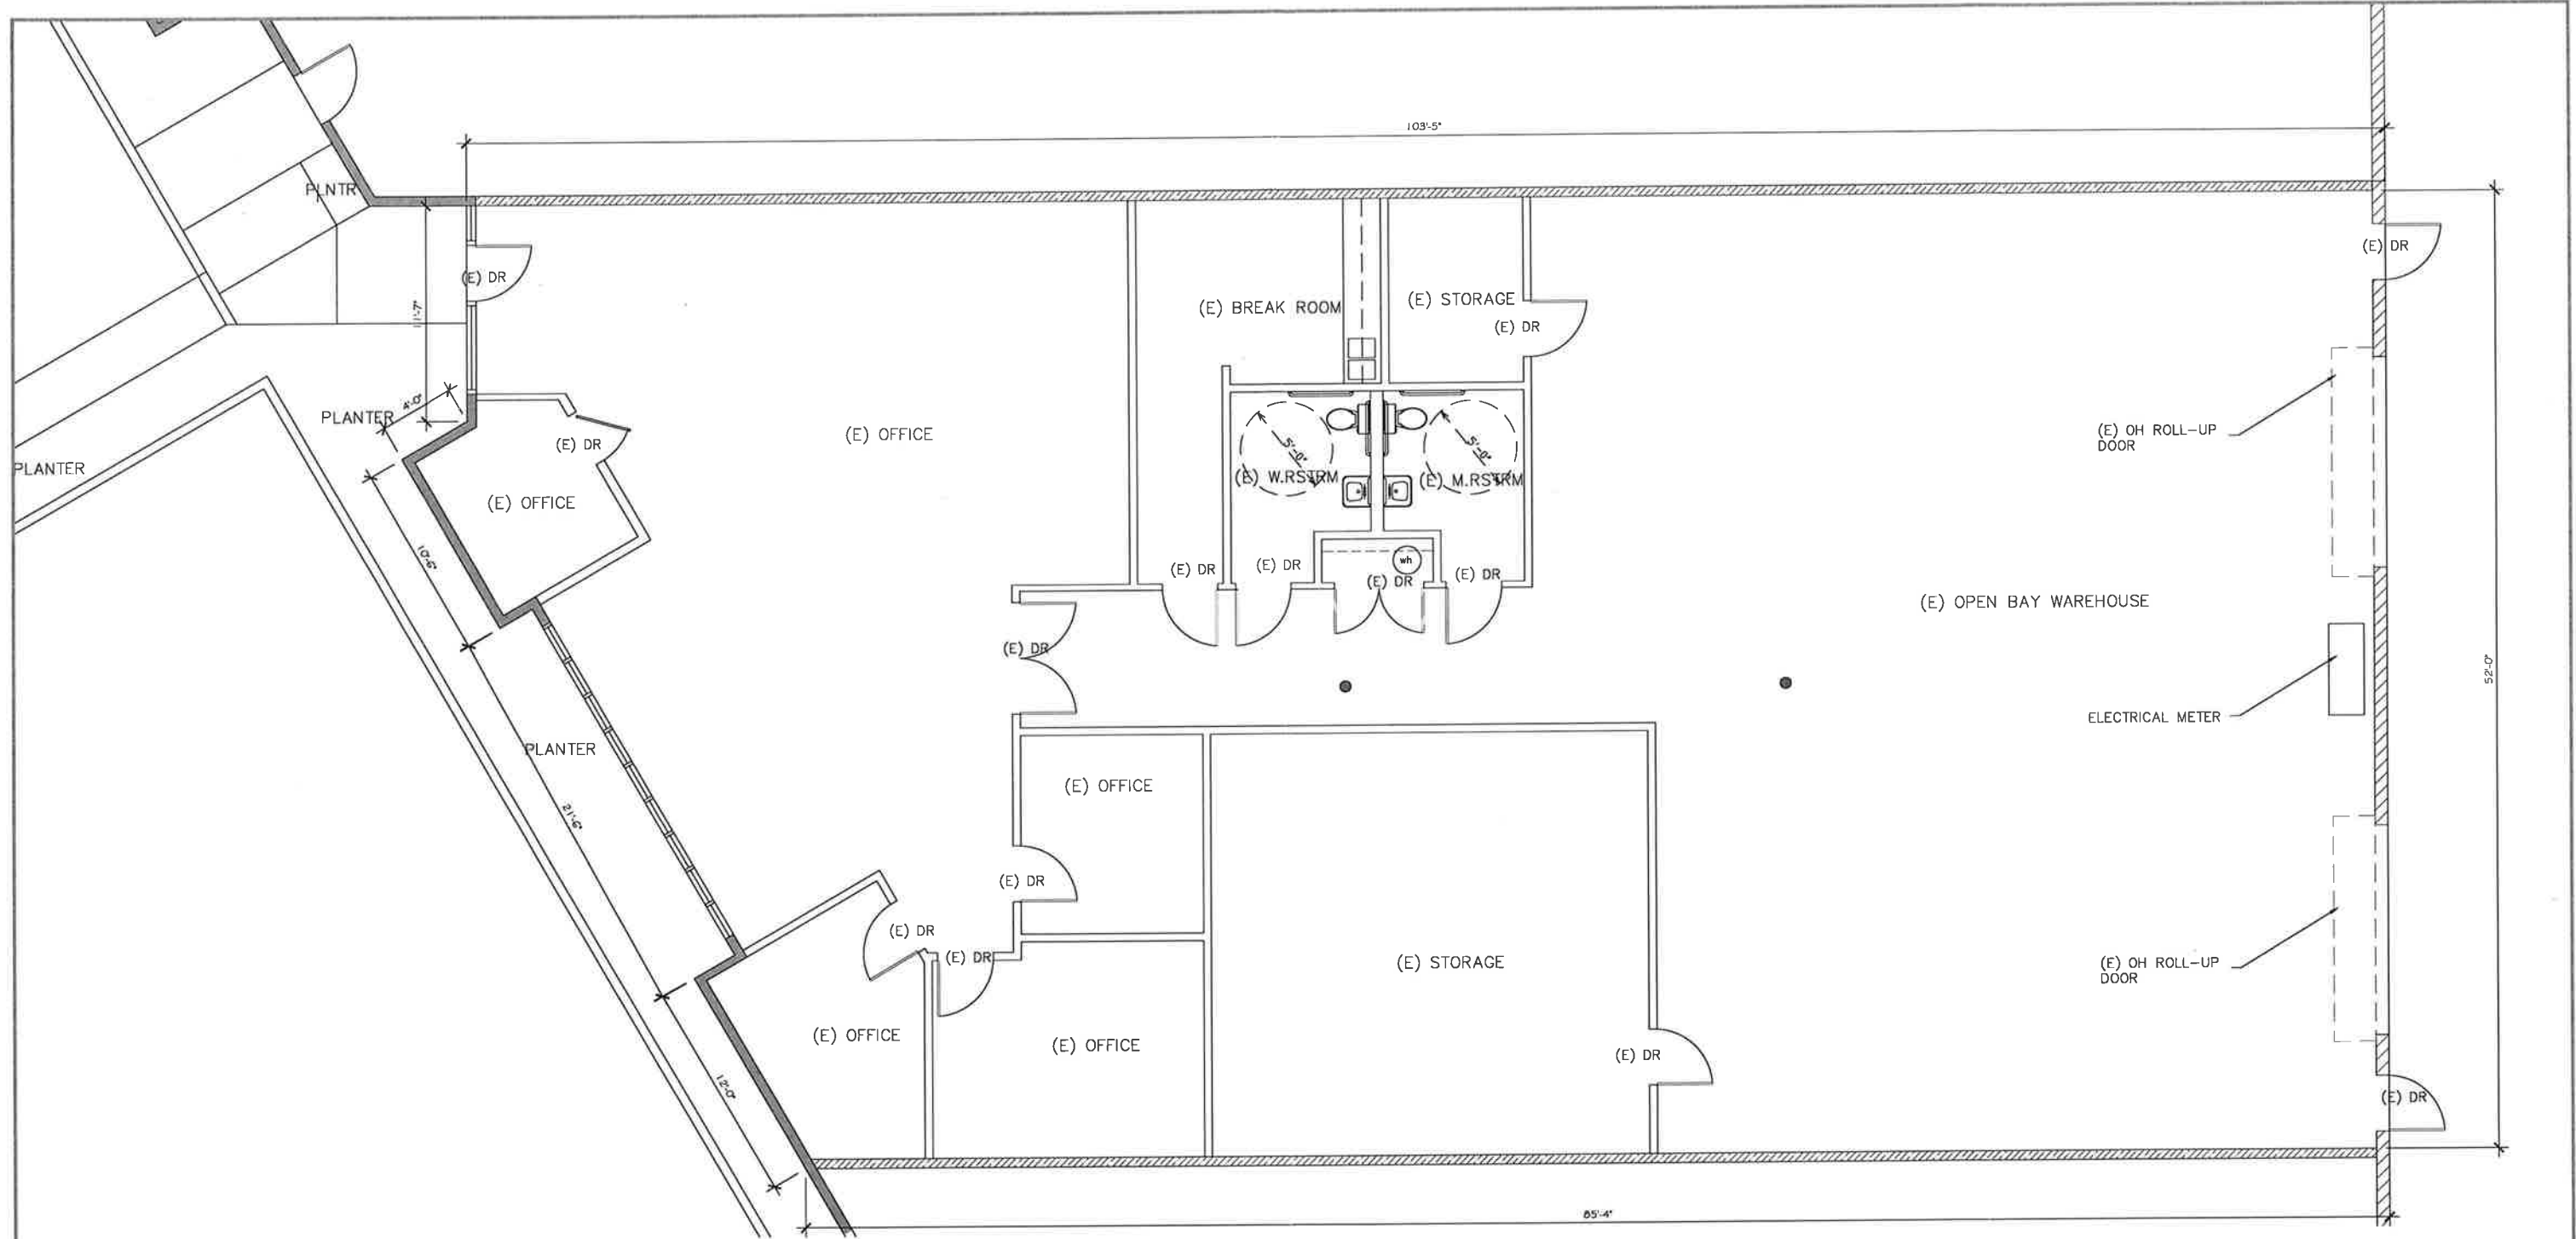 103'-5"
PLNTR
(E) DR
(E) DR
11'-7"
(E) BREAK ROOM
(E) STORAGE
(E) DR
4'-0"
PLANTER
(E) DR
(E) OFFICE
(E) OH ROLL-UP
DOOR
PLANTER
5'-0"
5'-0"
(E) W.RSTRM
(E) M.RSTRM
(E) OFFICE
10'-6"
(E) DR
(E) DR
wh
(E) DR
(E) DR
(E) OPEN BAY WAREHOUSE
(E) DR
52'-0"
ELECTRICAL METER
PLANTER
(E) OFFICE
21'-6"
(E) DR
(E) DR
(E) DR
(E) STORAGE
(E) OH ROLL-UP
DOOR
(E) OFFICE
(E) OFFICE
(E) DR
12'-0"
(E) DR
85'-4"